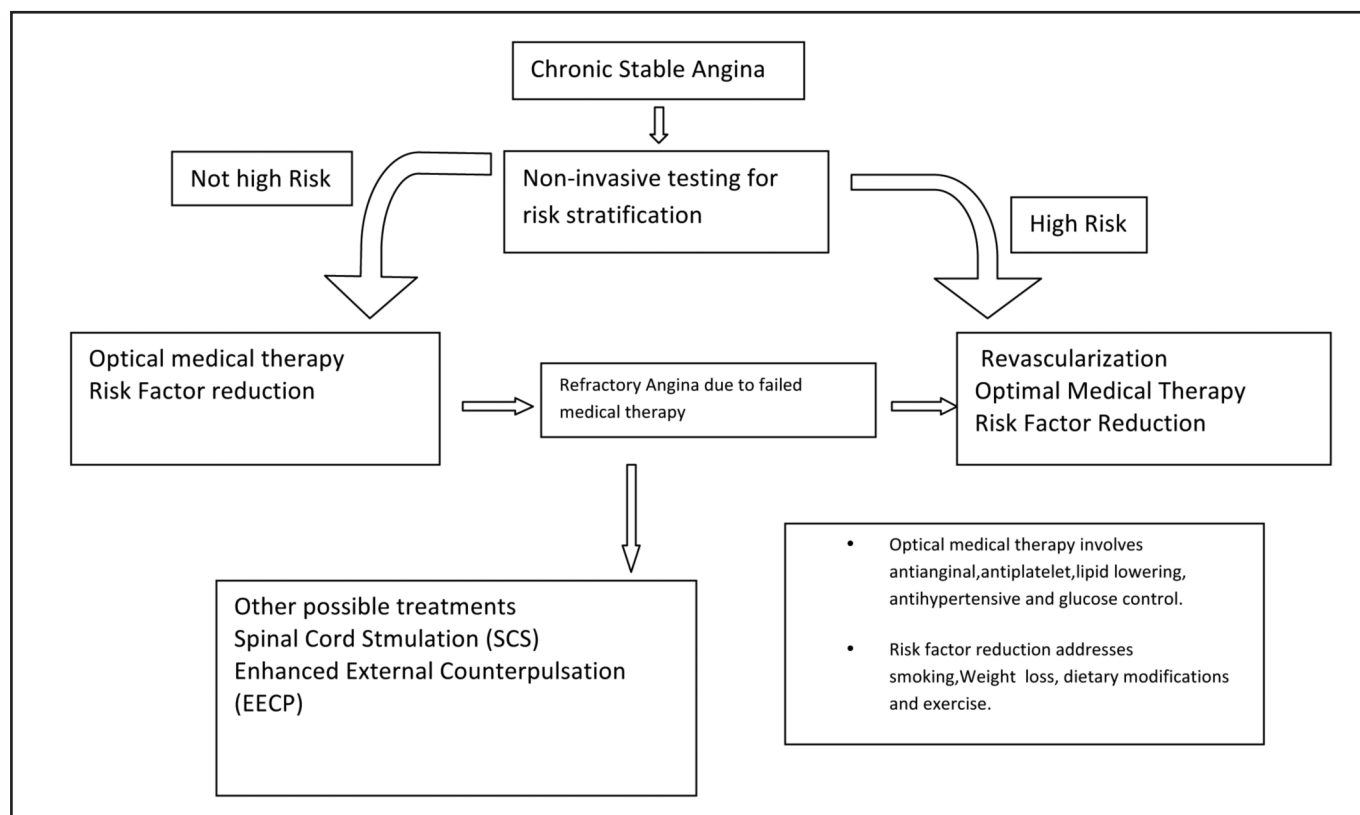 Chronic Stable Angina
Not high Risk
Non-invasive testing for
risk stratification
High Risk
Optical medical therapy
Risk Factor reduction
Refractory Angina due to failed
medical therapy
Revascularization
Optimal Medical Therapy
Risk Factor Reduction
Other possible treatments
Spinal Cord Stmulation (SCS)
Enhanced External Counterpulsation
(EECP)
• Optical medical therapy involves
antianginal,antiplatelet,lipid lowering,
antihypertensive and glucose control.
• Risk factor reduction addresses
smoking,Weight loss, dietary modifications
and exercise.